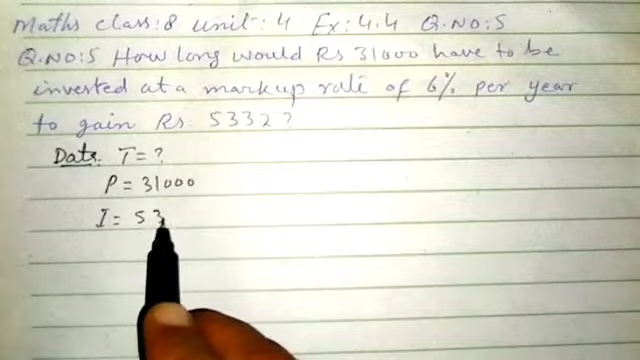 Maths class:8 unit:4 Ex:4.4 Q.NO:5
Q.NO:5 How long would Rs 31000 have to be
invested at a markup rate of 6% per year
to gain Rs. 5332?
Data: T=?
P=31000
I=53